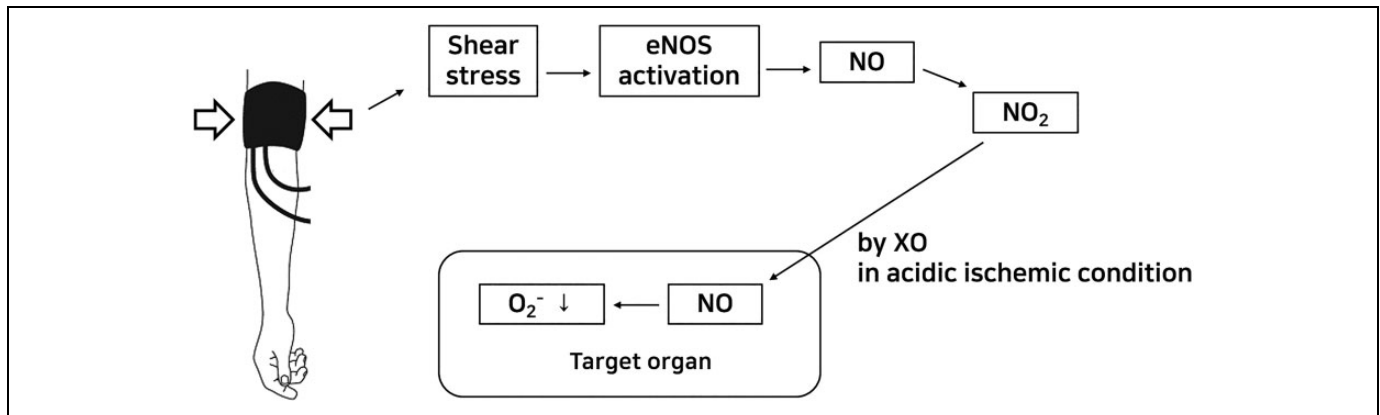 Shear
stress
eNOS
activation
NO
NO₂
by XO
in acidic ischemic condition
O₂⁻ ↓
NO
Target organ